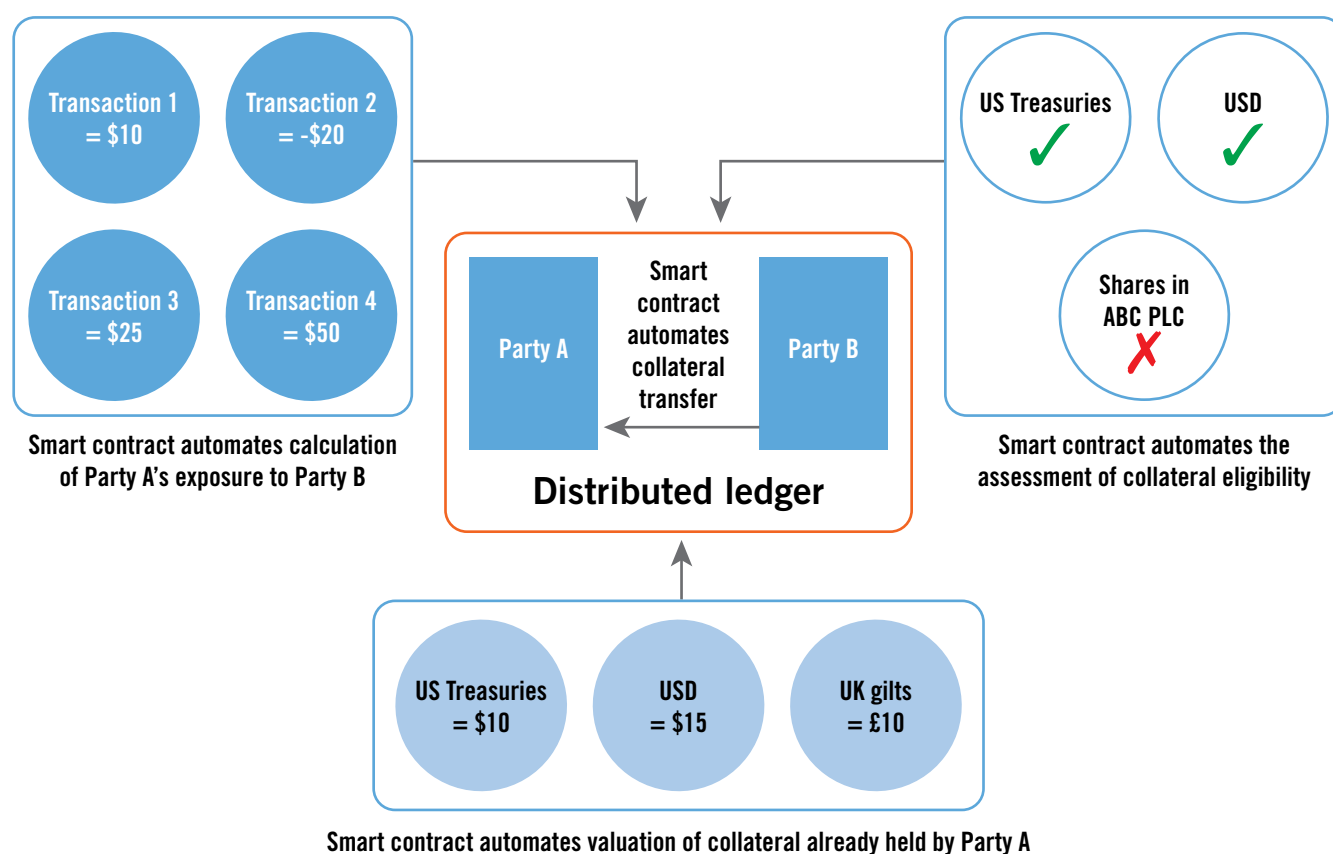 Transaction 1
= $10
Transaction 2
= -$20
Transaction 3
= $25
Transaction 4
= $50
Smart contract automates calculation
of Party A's exposure to Party B
US Treasuries
USD
Shares in
ABC PLC
Smart contract automates the
assessment of collateral eligibility
Party A
Smart
contract
automates
collateral
transfer
Party B
Distributed ledger
US Treasuries
= $10
USD
= $15
UK gilts
= £10
Smart contract automates valuation of collateral already held by Party A